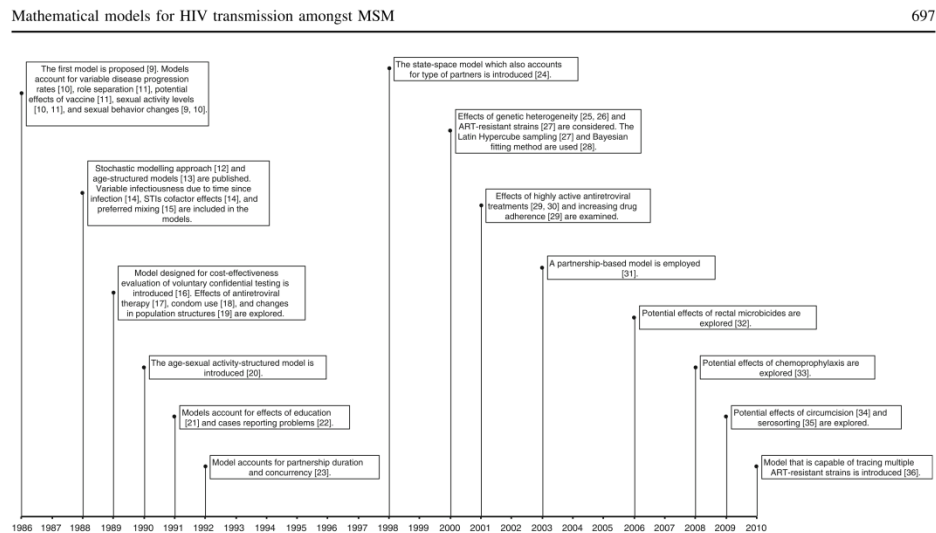 Mathematical models for HIV transmission amongst MSM 697
The first model is proposed [9]. Models
account for variable disease progression
rates [10], role separation [11], potential
effects of vaccine [11], sexual activity levels
[10, 11], and sexual behavior changes [9, 10].
Stochastic modelling approach [12] and
age-structured models [13] are published.
Variable infectiousness due to time since
infection [14], STIs cofactor effects [14], and
preferred mixing [15] are included in the
models.
Model designed for cost-effectiveness
evaluation of voluntary confidential testing is
introduced [16]. Effects of antiretroviral
therapy [17], condom use [18], and changes
in population structures [19] are explored.
The age-sexual activity-structured model is
introduced [20].
Models account for effects of education
[21] and cases reporting problems [22].
Model accounts for partnership duration
and concurrency [23].
The state-space model which also accounts
for type of partners is introduced [24].
Effects of genetic heterogeneity [25, 26] and
ART-resistant strains [27] are considered. The
Latin Hypercube sampling [27] and Bayesian
fitting method are used [28].
Effects of highly active antiretroviral
treatments [29, 30] and increasing drug
adherence [29] are examined.
A partnership-based model is employed
[31].
Potential effects of rectal microbicides are
explored [32].
Potential effects of chemoprophylaxis are
explored [33].
Potential effects of circumcision [34] and
serosorting [35] are explored.
Model that is capable of tracing multiple
ART-resistant strains is introduced [36].
1986 1987 1988 1989 1990 1991 1992 1993 1994 1995 1996 1997 1998 1999 2000 2001 2002 2003 2004 2005 2006 2007 2008 2009 2010